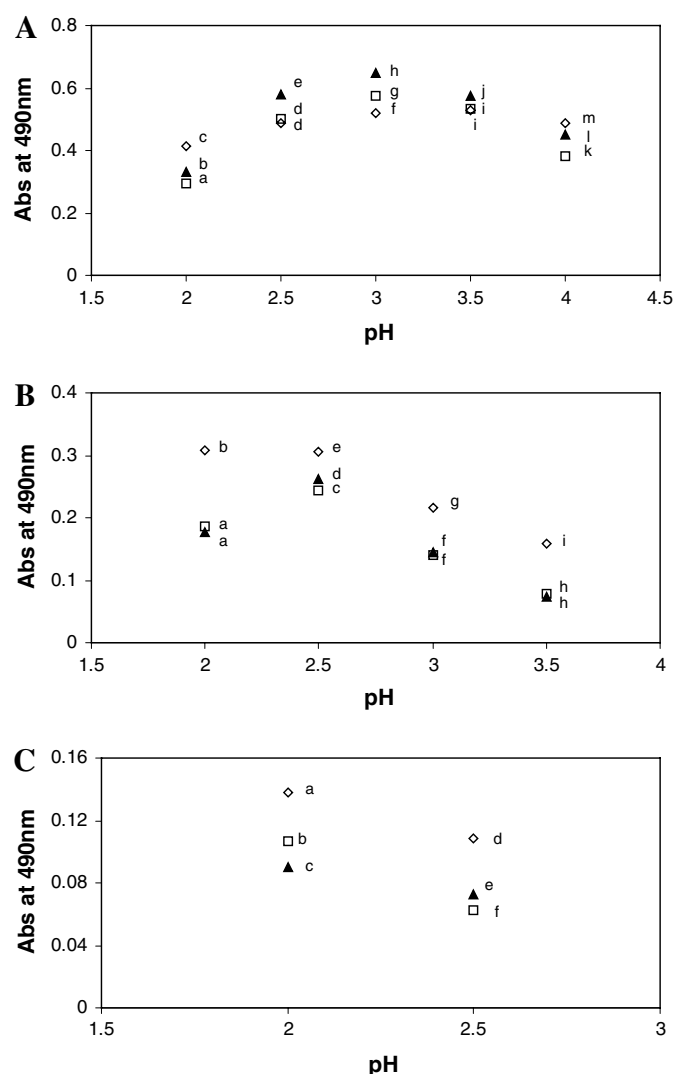 A
0.8
0.6
0.4
0.2
0
Abs at 490nm
c
b
a
e
d
d
h
g
f
j
i
i
m
l
k
1.5 2 2.5 3 3.5 4 4.5
pH
B
0.4
0.3
0.2
0.1
0
Abs at 490nm
b
a
a
e
d
c
g
f
f
i
h
h
1.5 2 2.5 3 3.5 4
pH
C
0.16
0.12
0.08
0.04
0
Abs at 490nm
a
b
c
d
e
f
1.5 2 2.5 3
pH